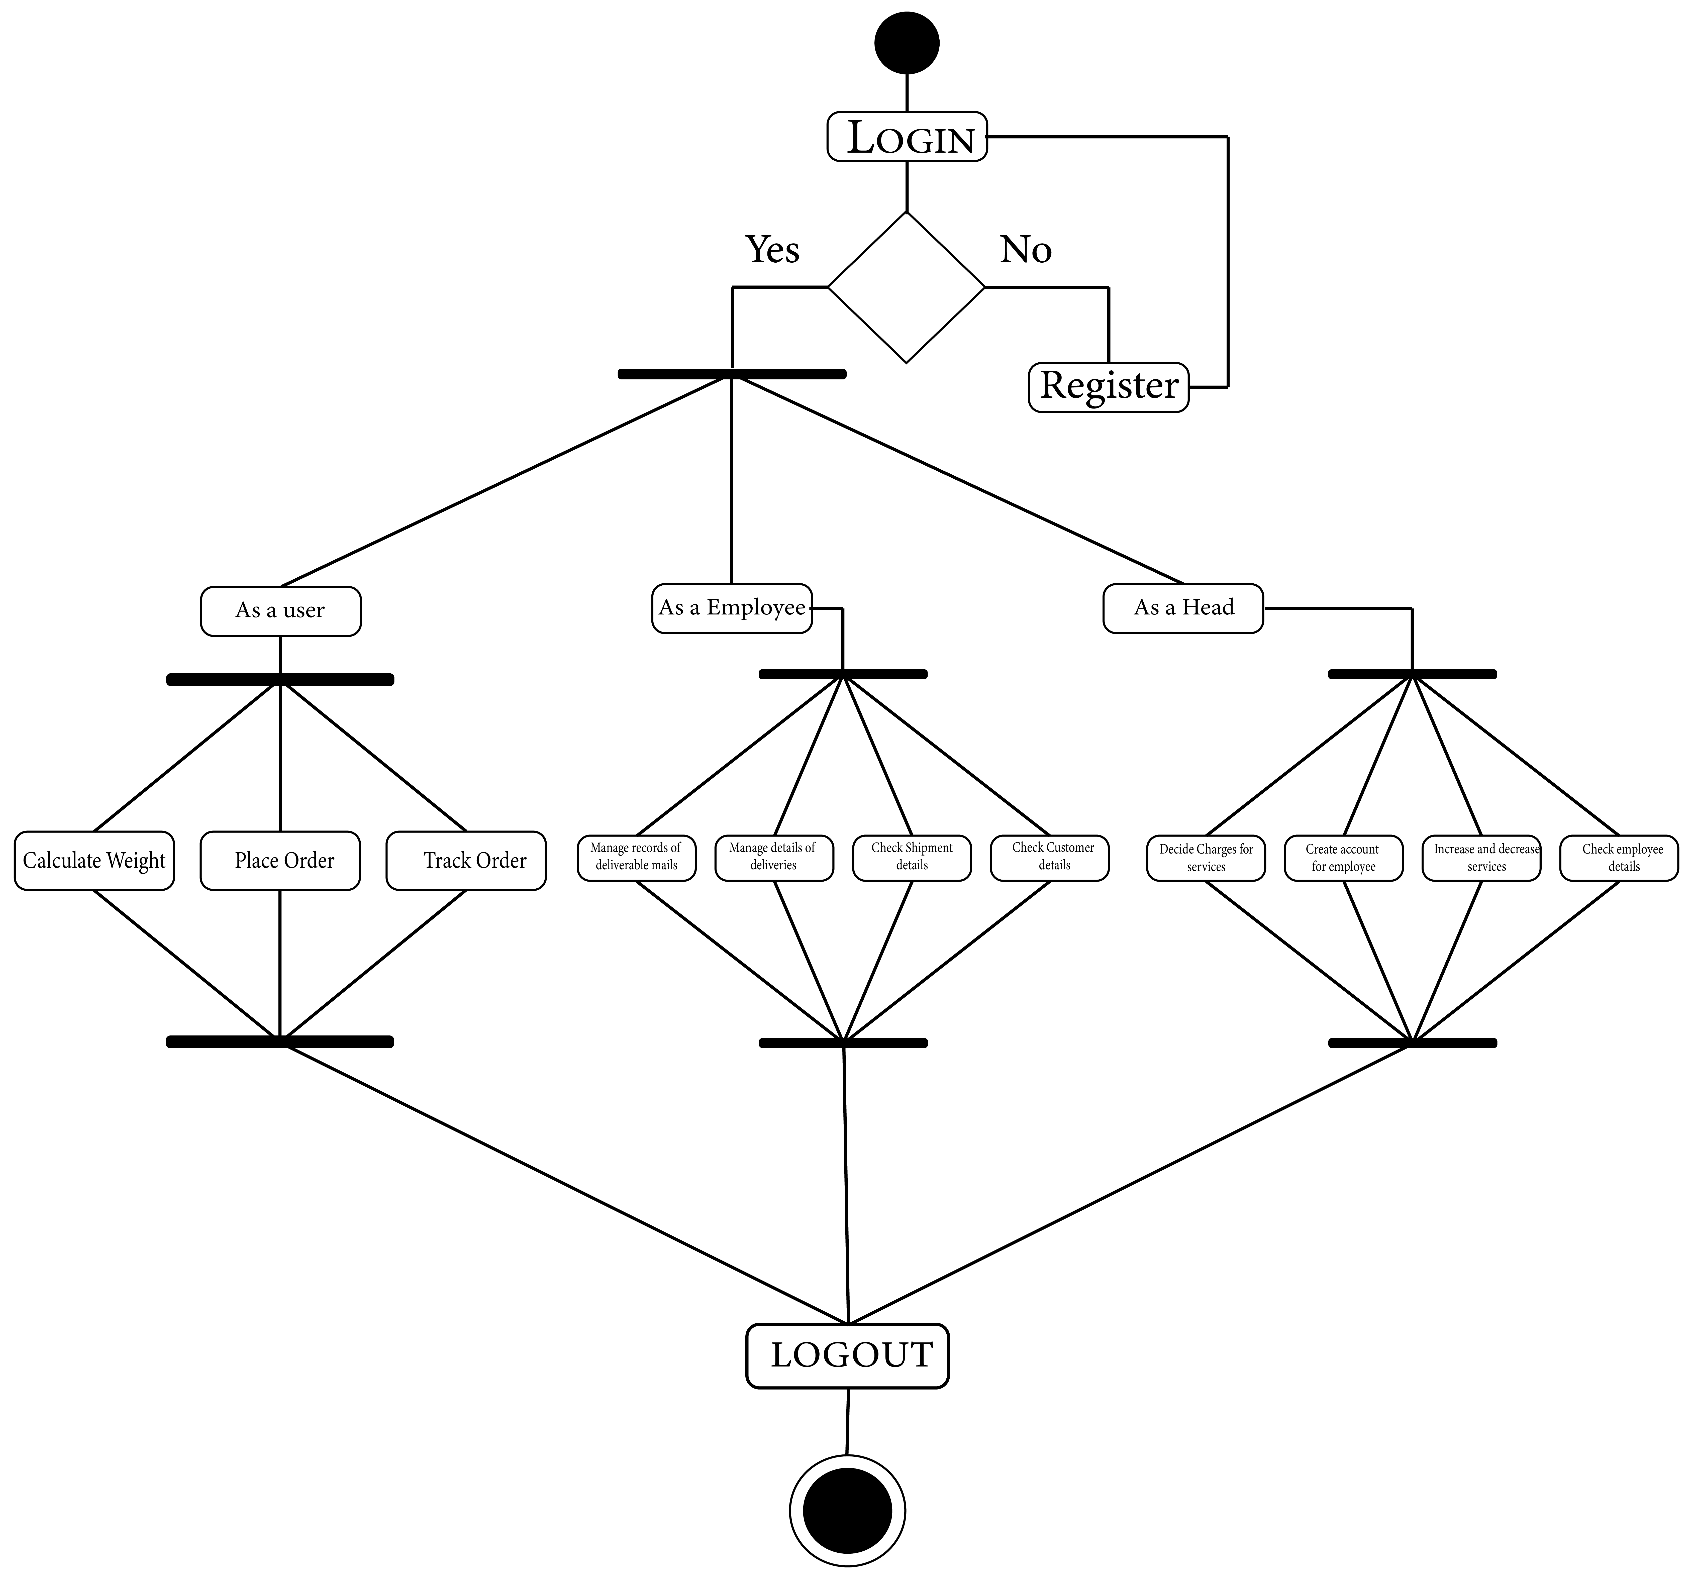 LOGIN
Yes
No
Register
As a user
As a Employee
As a Head
Calculate Weight
Place Order
Track Order
Manage records of
deliverable mails
Manage details of
deliveries
Check Shipment
details
Check Customer
details
Decide Charges for
services
Create account
for employee
Increase and decrease
services
Check employee
details
LOGOUT